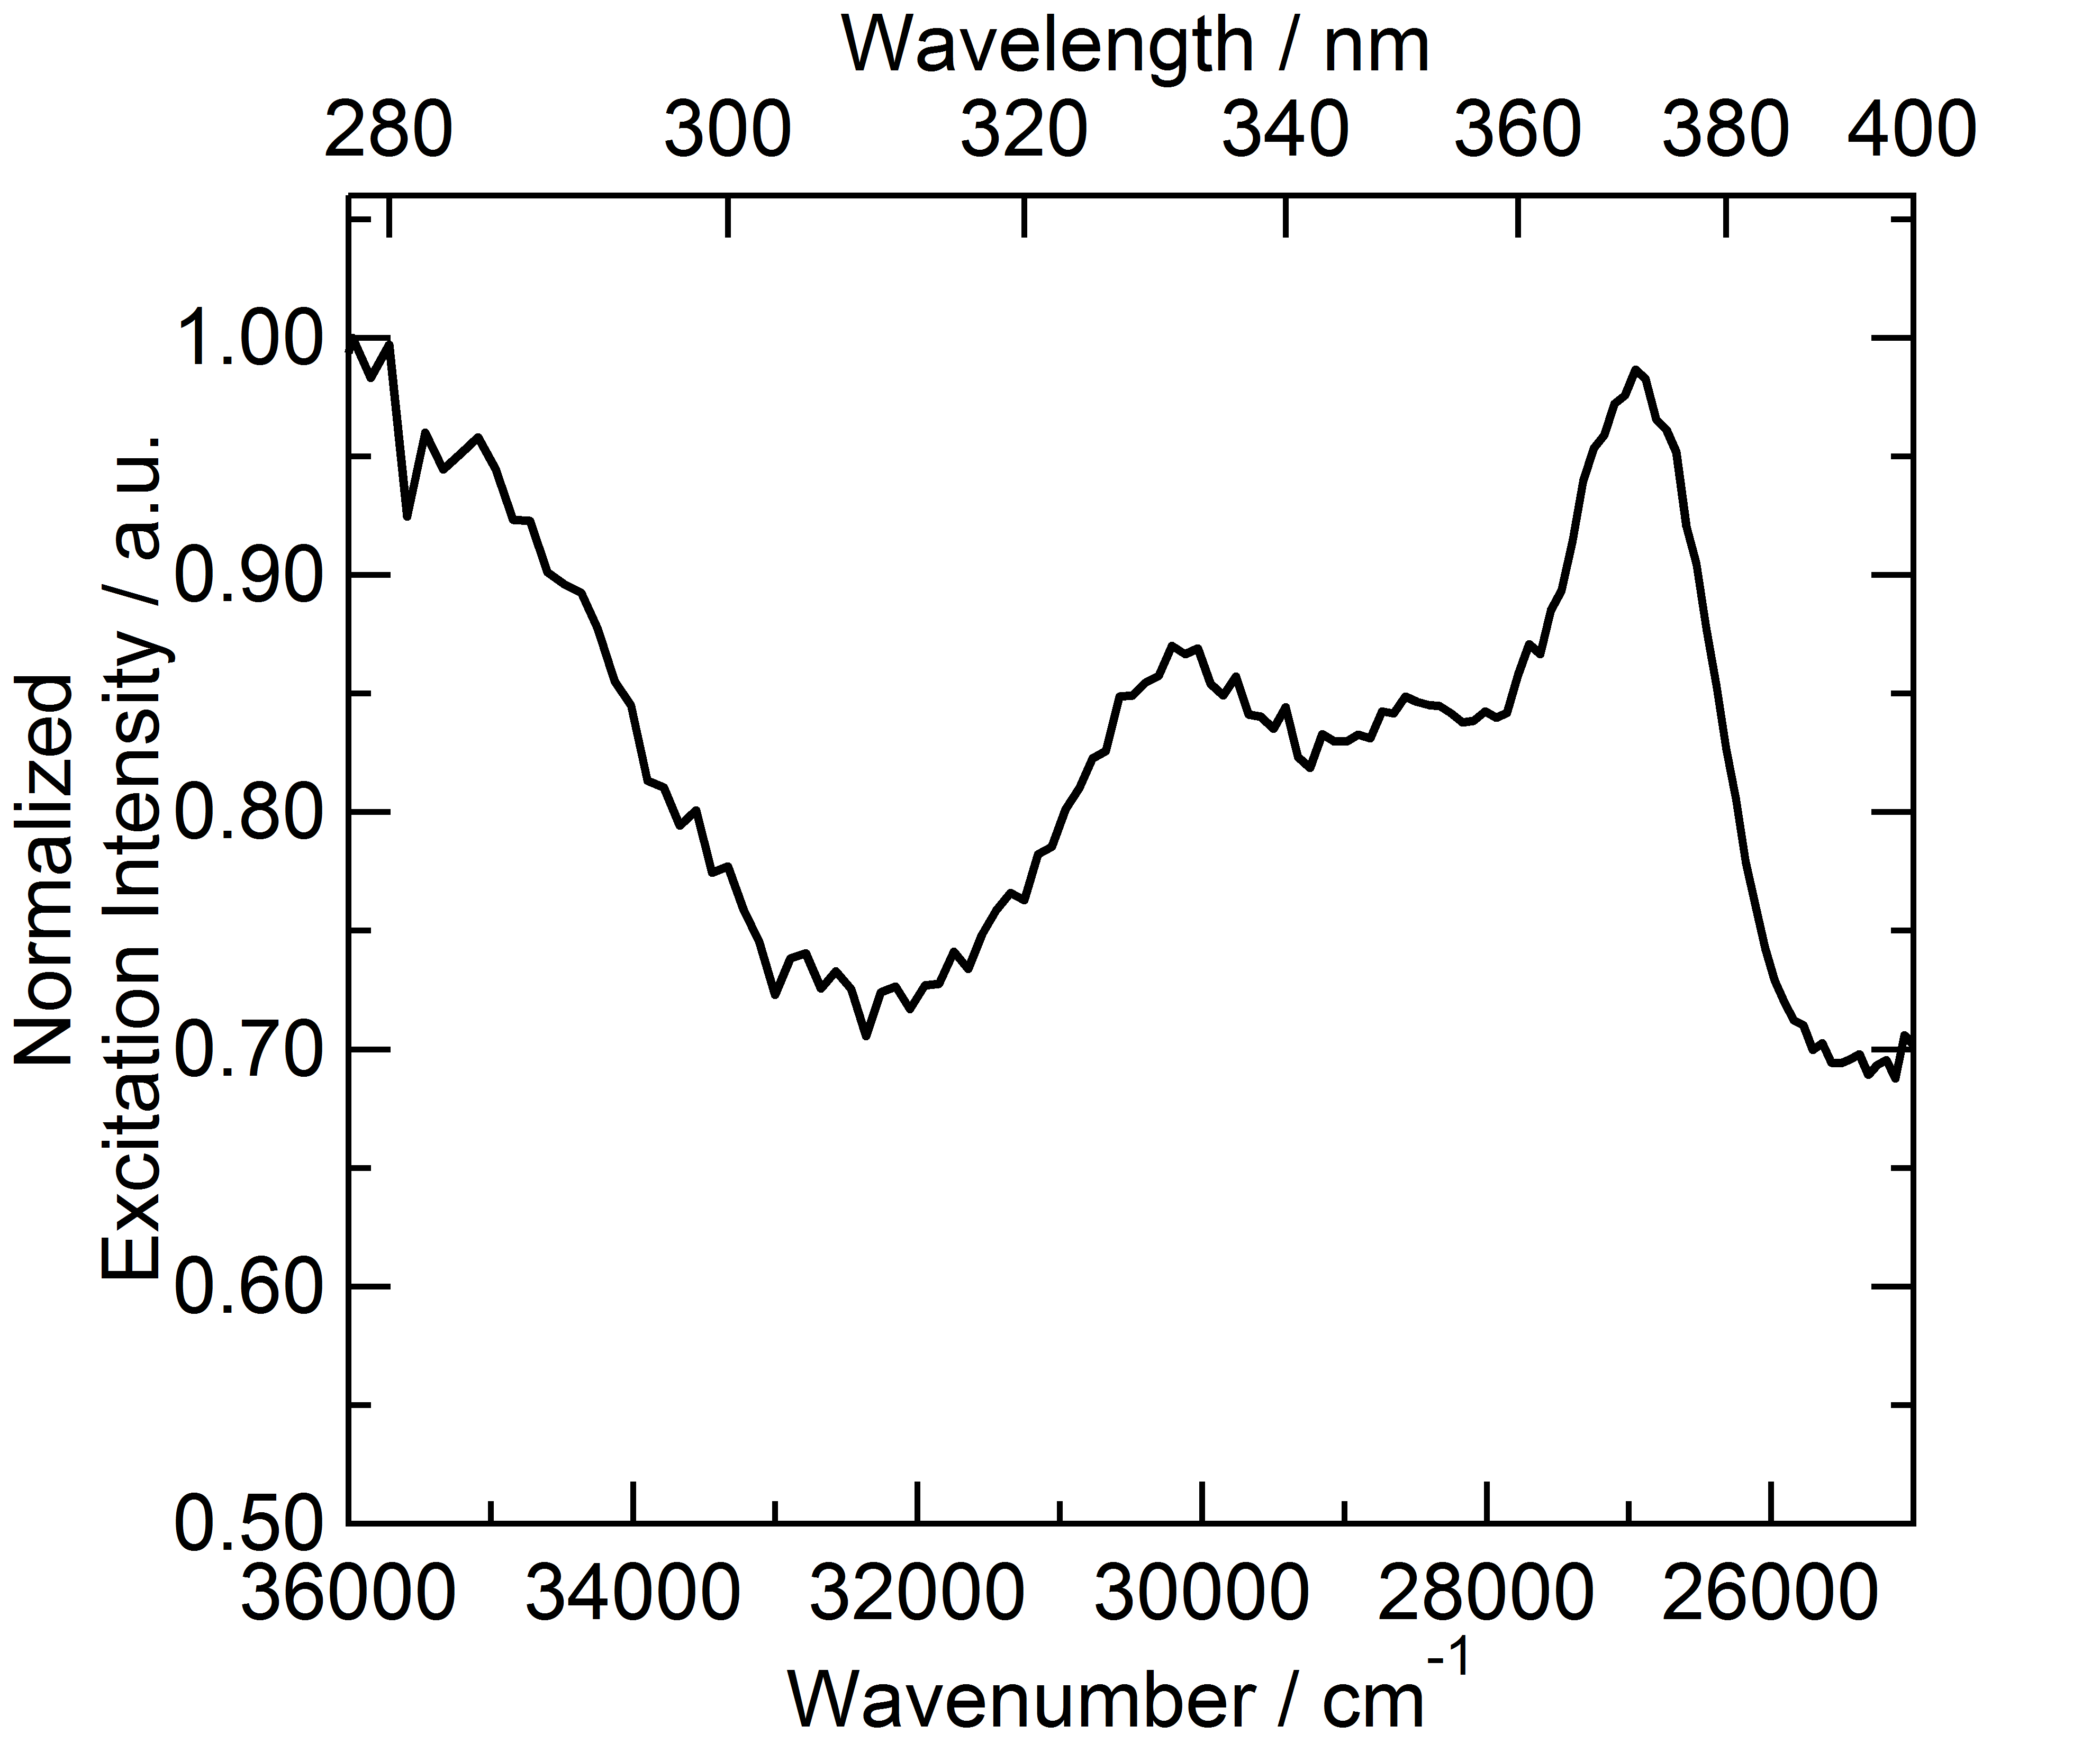 Wavelength / nm
280 300 320 340 360 380 400
Normalized
Excitation Intensity / a.u.
1.00
0.90
0.80
0.70
0.60
0.50
36000 34000 32000 30000 28000 26000
Wavenumber / cm-1